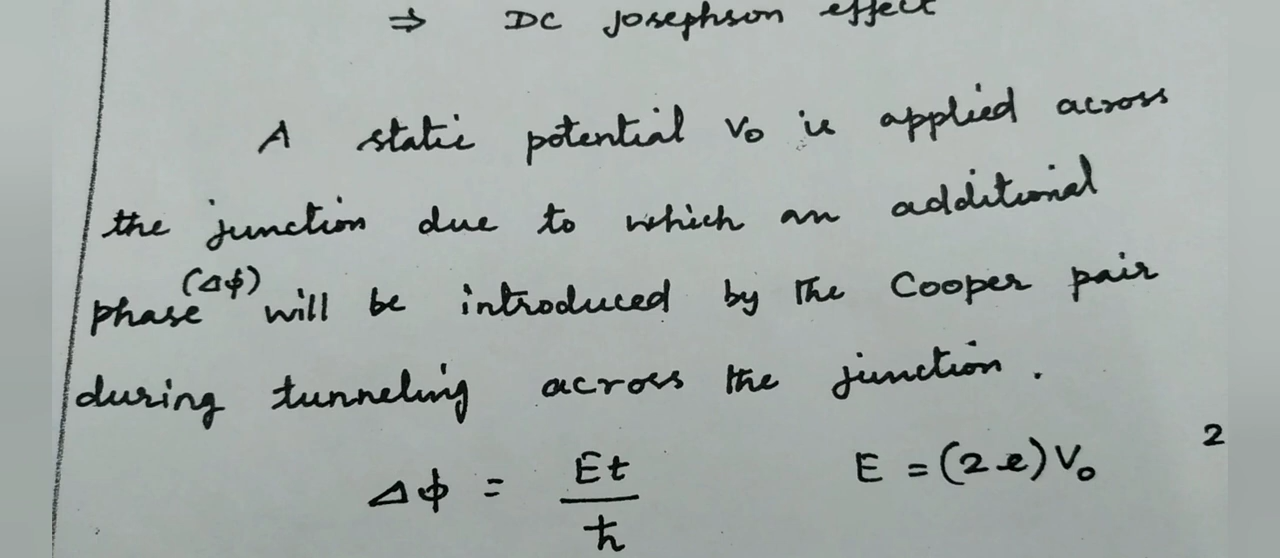 ⇒ DC Josephson effect
A static potential V₀ is applied across
the junction due to which an additional
phase (Δϕ) will be introduced by the Cooper pair
during tunneling across the junction.
Δϕ = Et/ħ E = (2e)V₀ 2